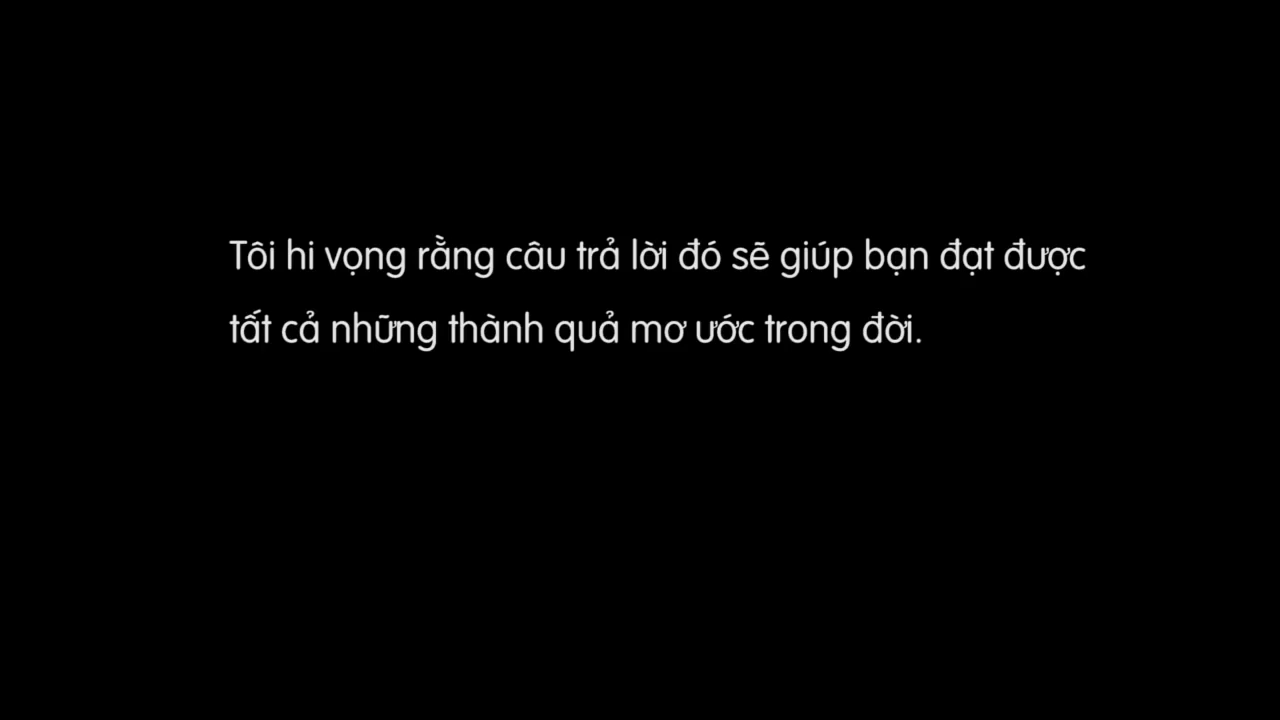 Tôi hi vọng rằng câu trả lời đó sẽ giúp bạn đạt được
tất cả những thành quả mơ ước trong đời.